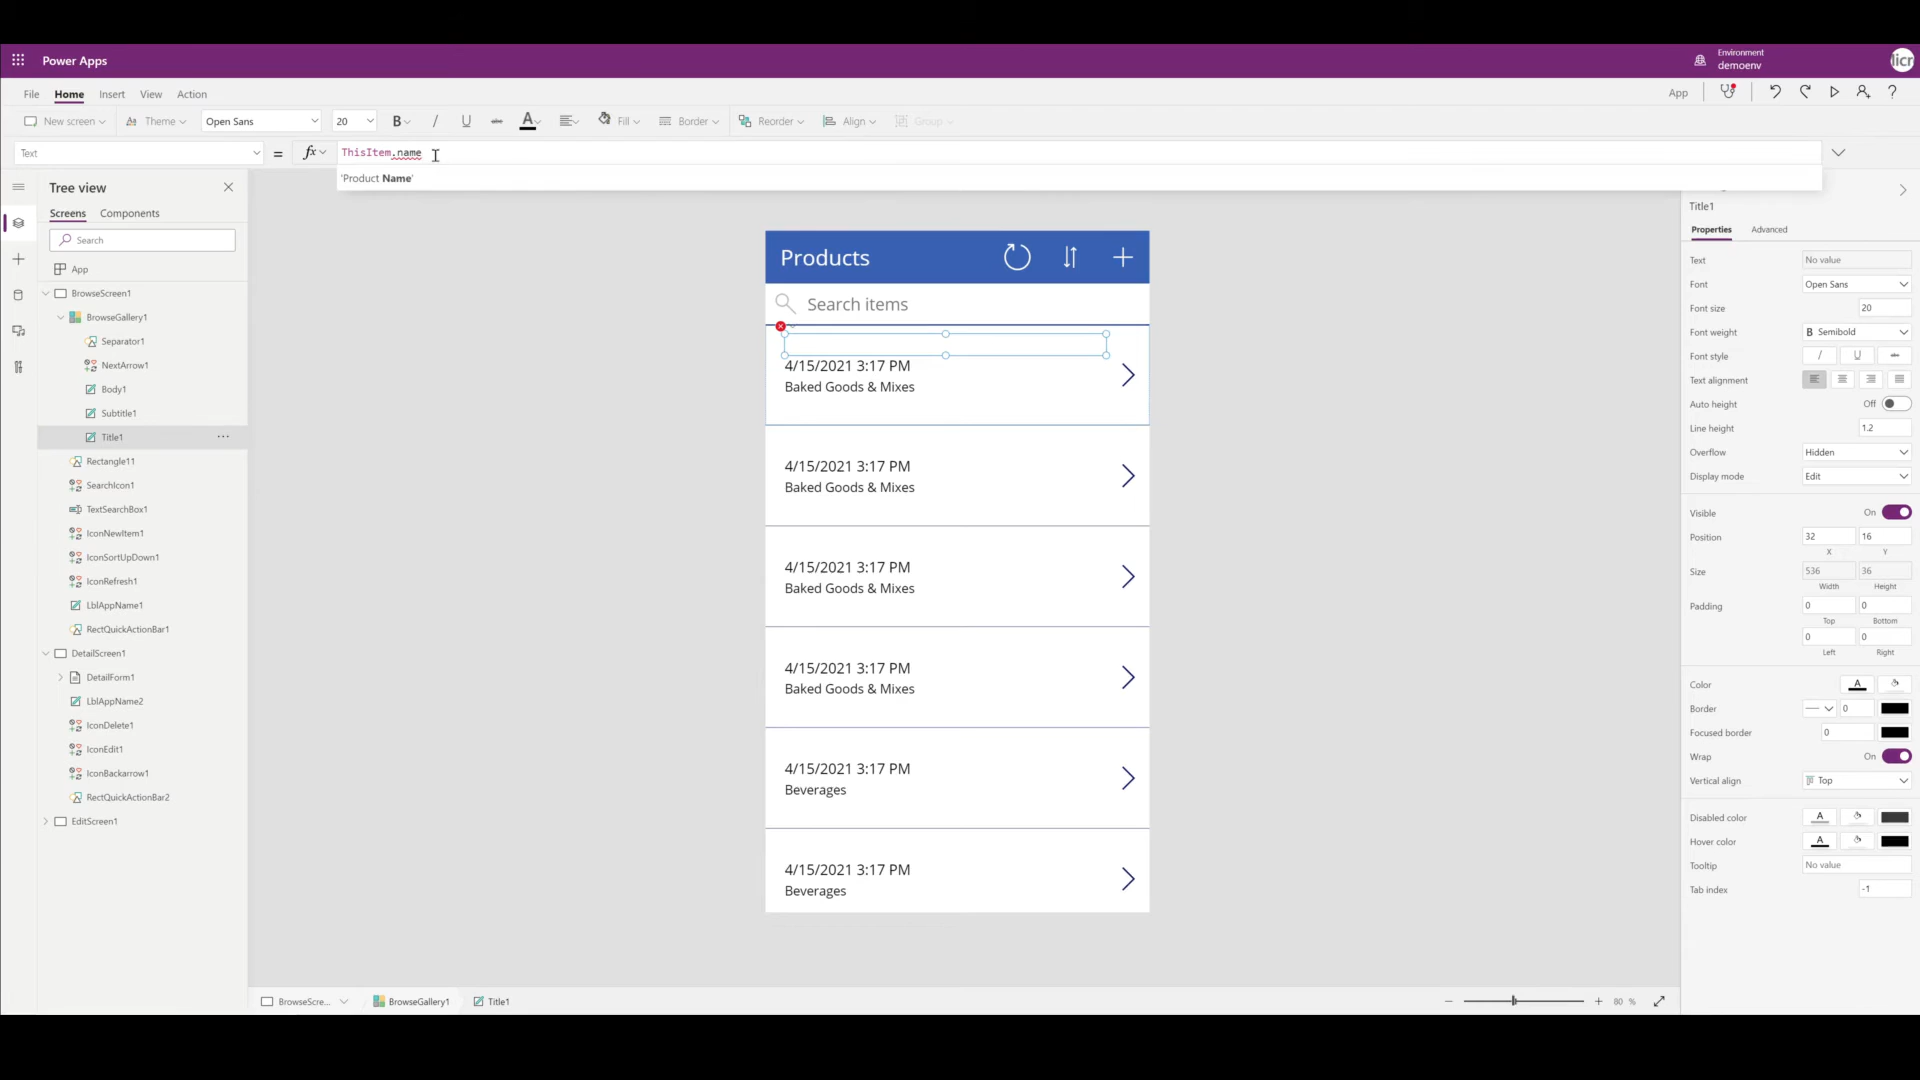 Power Apps
Environment
demoenv
licr
File Home Insert View Action
App
New screen
Theme
Open Sans
20
B
Fill
Border
Reorder
Align
Group
Text
=
fx
ThisItem.name
'Product Name'
Tree view
Screens Components
Search
App
BrowseScreen1
BrowseGallery1
Separator1
NextArrow1
Body1
Subtitle1
Title1
Rectangle11
SearchIcon1
TextSearchBox1
IconNewItem1
IconSortUpDown1
IconRefresh1
LblAppName1
RectQuickActionBar1
DetailScreen1
DetailForm1
LblAppName2
IconDelete1
IconEdit1
IconBackarrow1
RectQuickActionBar2
EditScreen1
Products
Search items
4/15/2021 3:17 PM
Baked Goods & Mixes
4/15/2021 3:17 PM
Baked Goods & Mixes
4/15/2021 3:17 PM
Baked Goods & Mixes
4/15/2021 3:17 PM
Baked Goods & Mixes
4/15/2021 3:17 PM
Beverages
4/15/2021 3:17 PM
Beverages
BrowseScre...
BrowseGallery1
Title1
80 %
Title1
Properties Advanced
Text No value
Font Open Sans
Font size 20
Font weight B Semibold
Font style / U
Text alignment
Auto height Off
Line height 1.2
Overflow Hidden
Display mode Edit
Visible On
Position 32 16
X Y
Size 536 36
Width Height
Padding 0 0
Top Bottom
0 0
Left Right
Color A
Border 0
Focused border 0
Wrap On
Vertical align Top
Disabled color A
Hover color A
Tooltip No value
Tab index -1